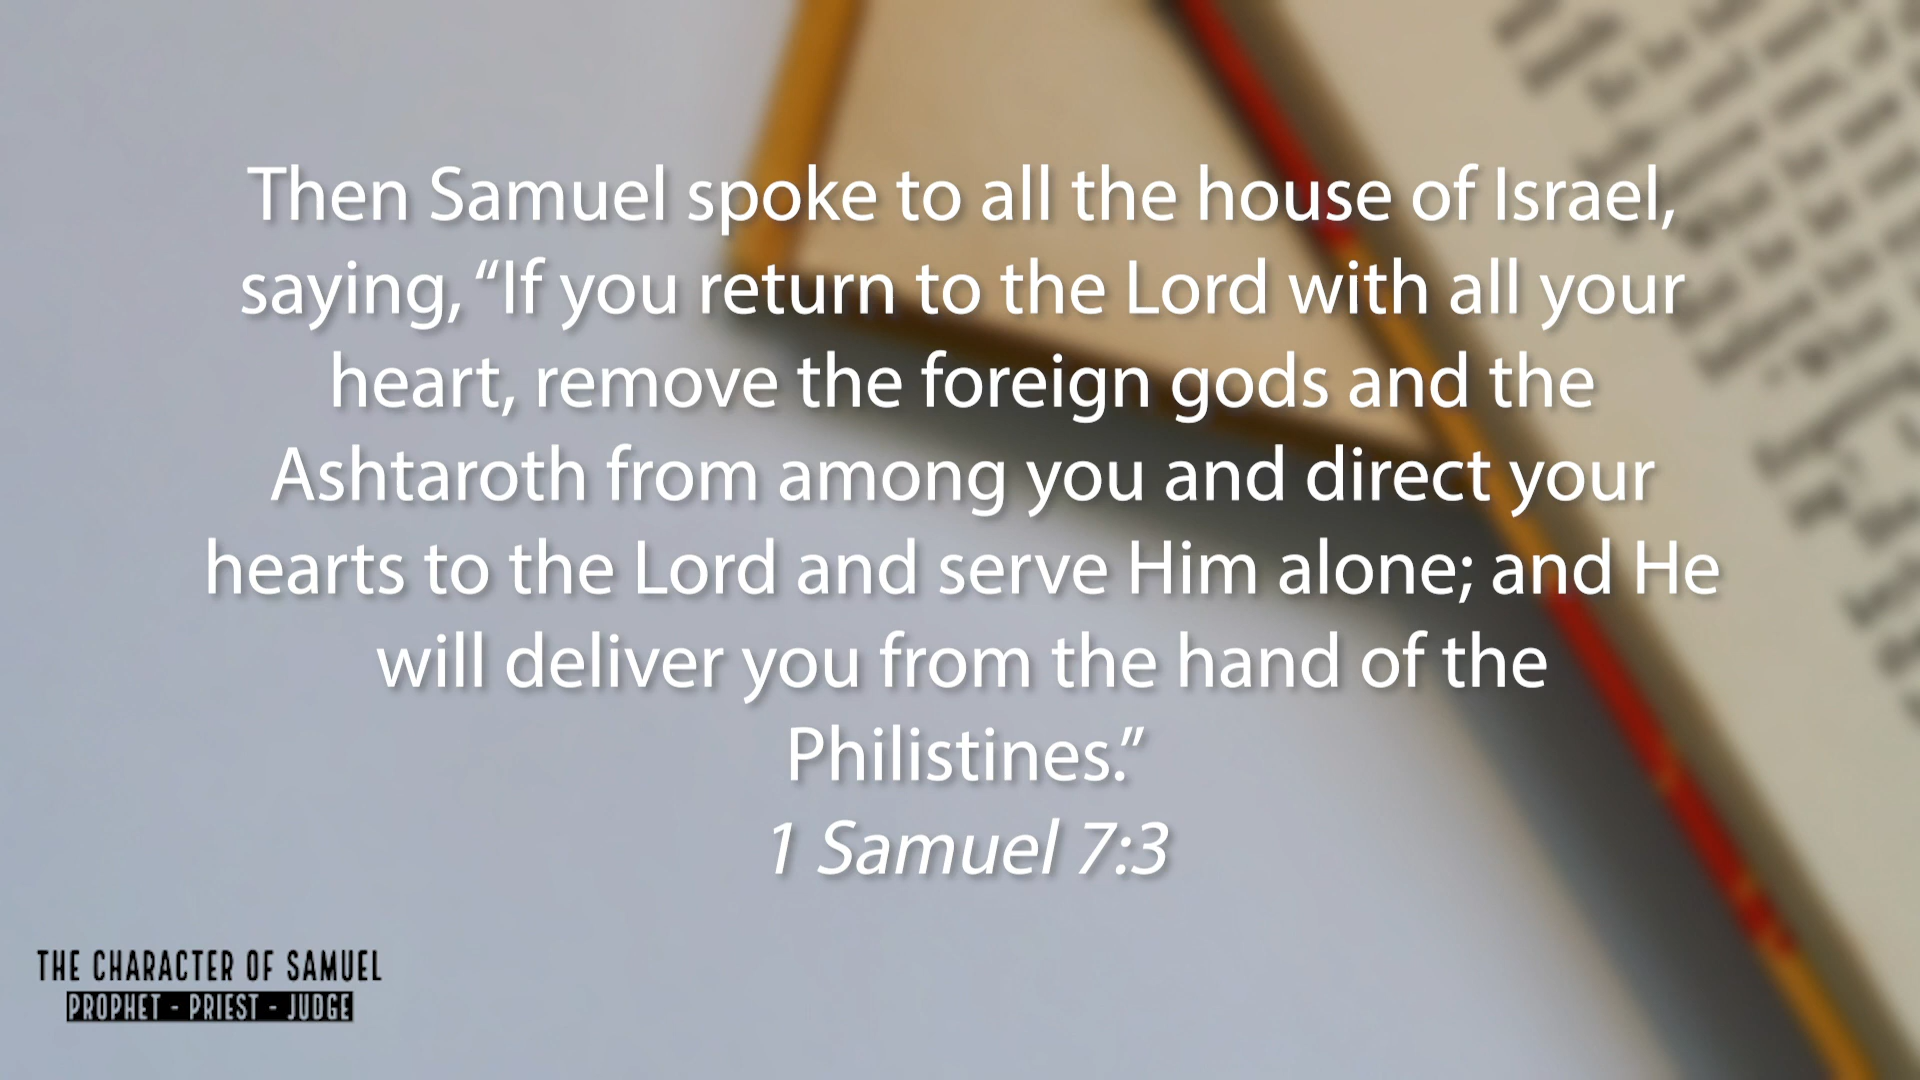 Then Samuel spoke to all the house of Israel,
saying, “If you return to the Lord with all your
heart, remove the foreign gods and the
Ashtaroth from among you and direct your
hearts to the Lord and serve Him alone; and He
will deliver you from the hand of the
Philistines.”
1 Samuel 7:3
THE CHARACTER OF SAMUEL
PROPHET - PRIEST - JUDGE